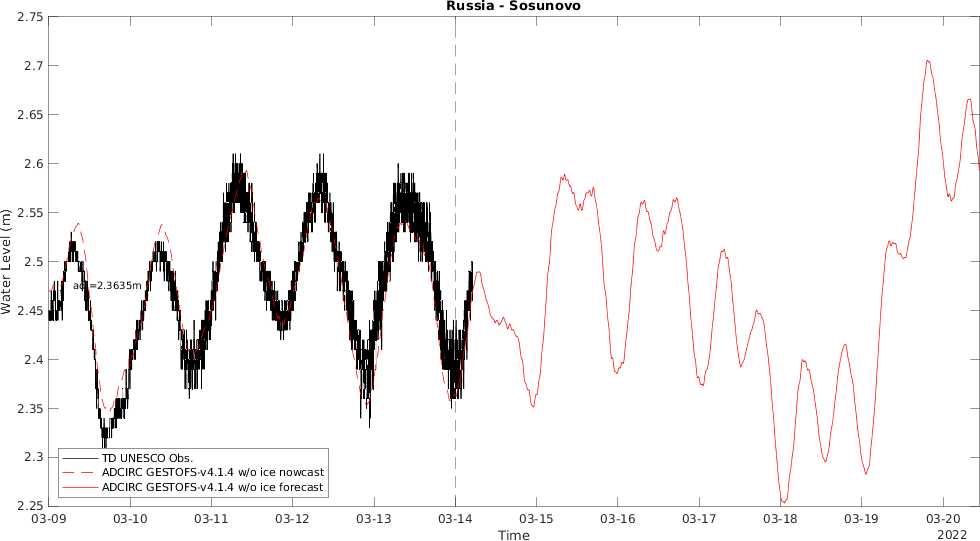 Russia - Sosunovo
2.75
2.7
2.65
2.6
2.55
2.5
2.45
2.4
2.35
2.3
2.25
Water Level (m)
adj=2.3635m
TD UNESCO Obs.
ADCIRC GESTOFS-v4.1.4 w/o ice nowcast
ADCIRC GESTOFS-v4.1.4 w/o ice forecast
03-09 03-10 03-11 03-12 03-13 03-14 03-15 03-16 03-17 03-18 03-19 03-20
Time
2022